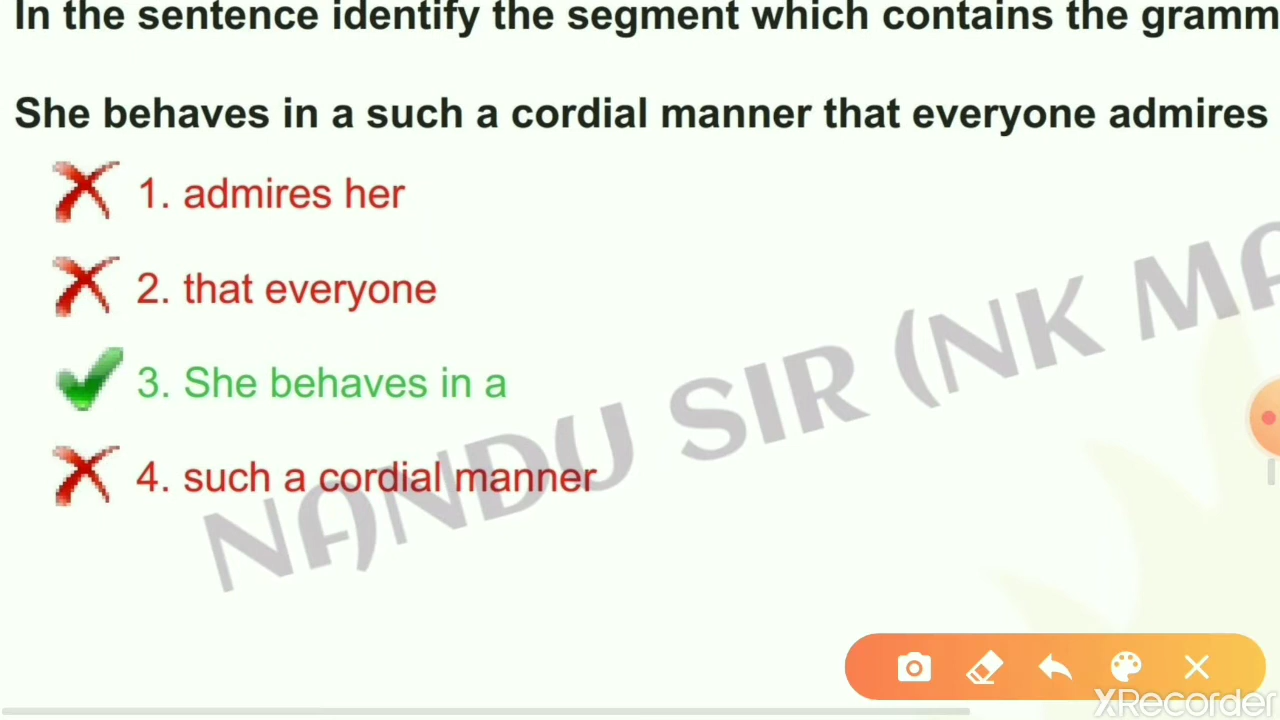 In the sentence identify the segment which contains the gramm
She behaves in a such a cordial manner that everyone admires
1. admires her
2. that everyone
3. She behaves in a
4. such a cordial manner
NANDU SIR (NK MA
XRecorder